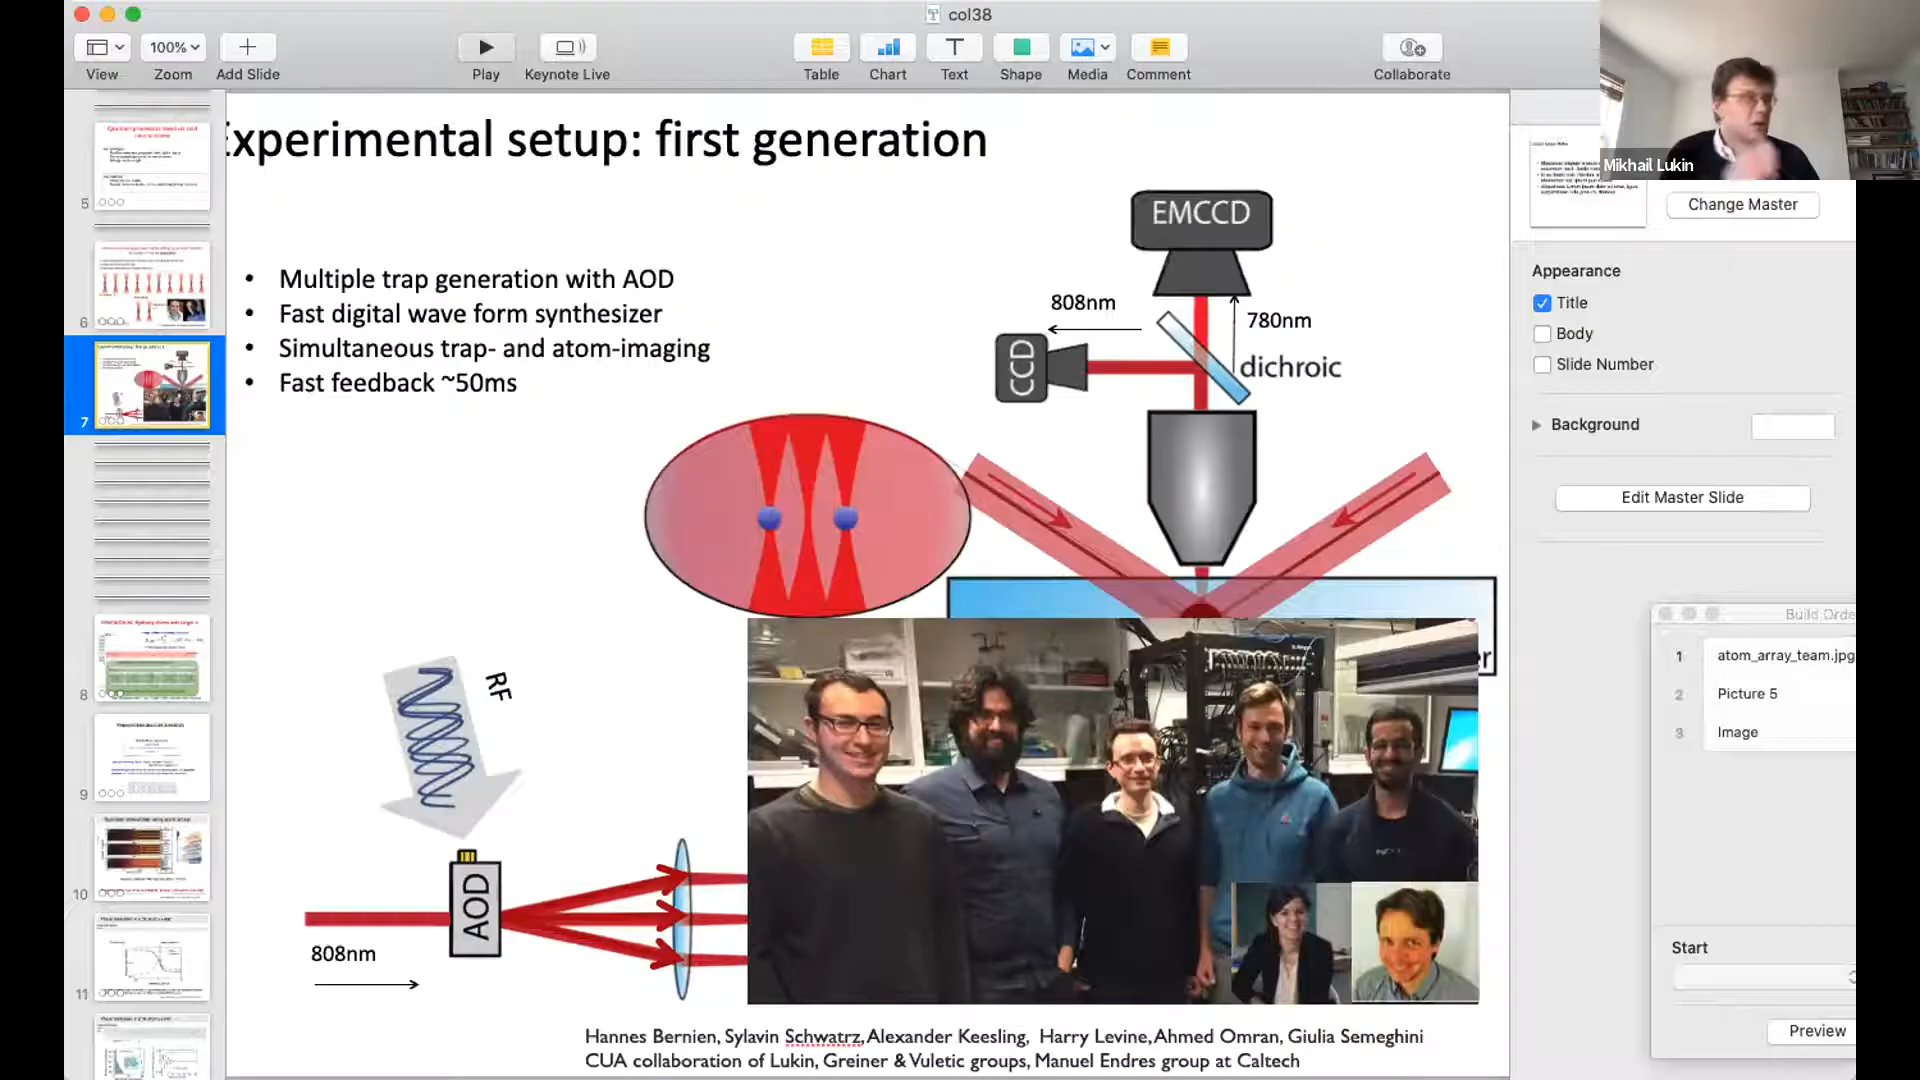 col38
100%
View
Zoom
Add Slide
Play
Keynote Live
Table
Chart
Text
Shape
Media
Comment
Collaborate
Mikhail Lukin
Experimental setup: first generation
• Multiple trap generation with AOD
• Fast digital wave form synthesizer
• Simultaneous trap- and atom-imaging
• Fast feedback ~50ms
EMCCD
808nm
780nm
CCD
dichroic
RF
AOD
808nm
Hannes Bernien, Sylavin Schwatrz, Alexander Keesling, Harry Levine, Ahmed Omran, Giulia Semeghini
CUA collaboration of Lukin, Greiner & Vuletic groups, Manuel Endres group at Caltech
5
6
7
8
9
10
11
Change Master
Appearance
Title
Body
Slide Number
Background
Edit Master Slide
Build Orde
1 atom_array_team.jpg
2 Picture 5
3 Image
Start
Preview